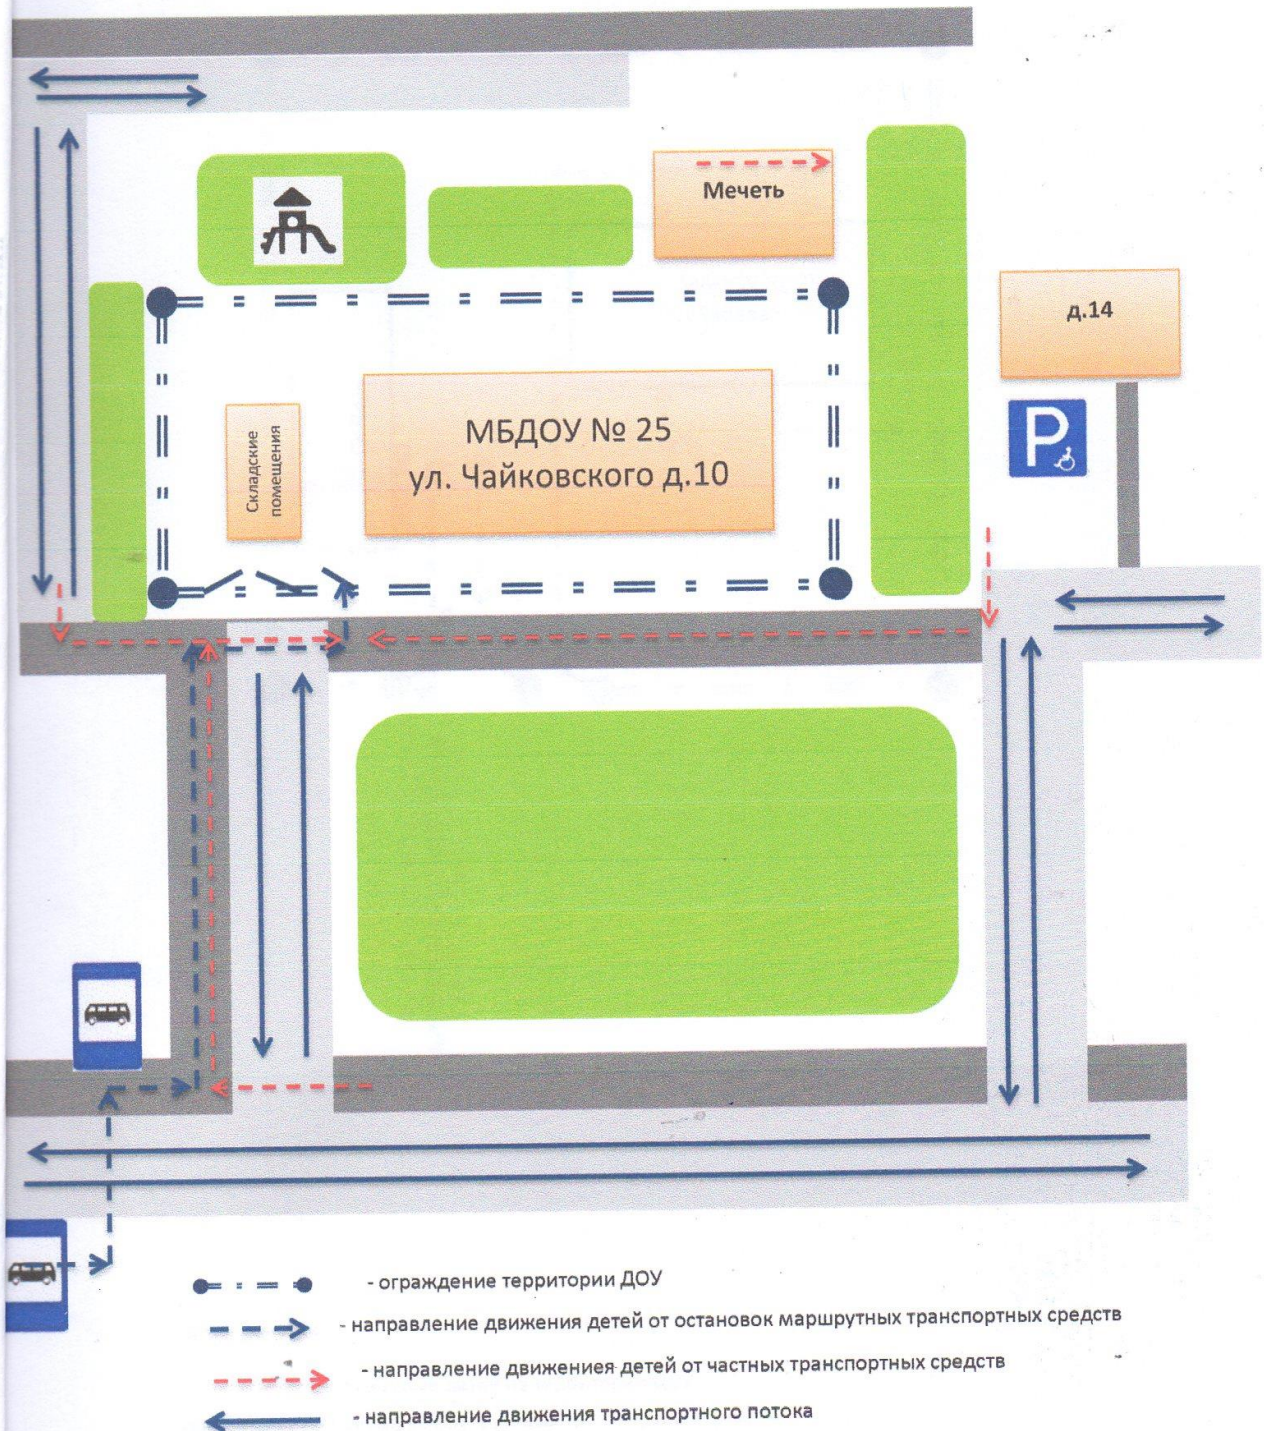 Мечеть
д.14
P
МБДОУ № 25
ул. Чайковского д.10
Складские
помещения
- ограждение территории ДОУ
- направление движения детей от остановок маршрутных транспортных средств
- направление движениея детей от частных транспортных средств
- направление движения транспортного потока